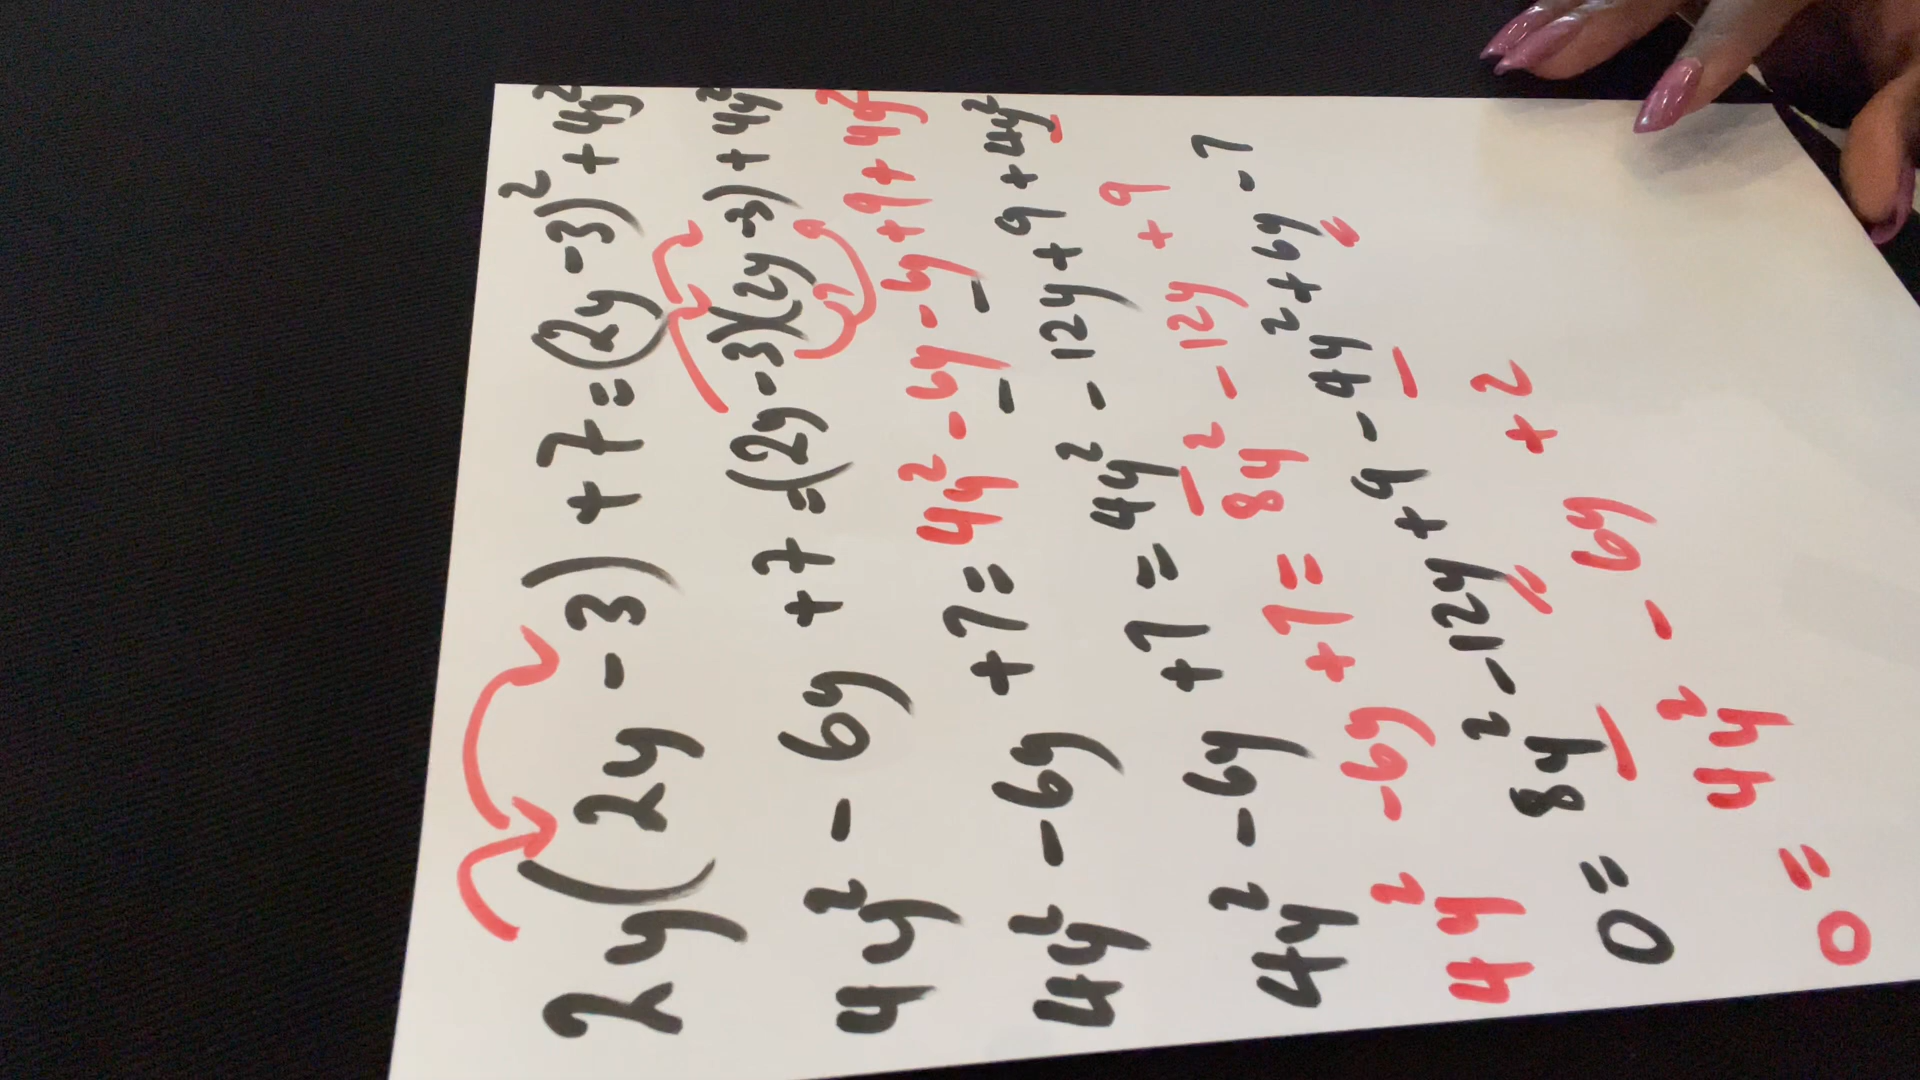 2y(2y - 3) + 7 = (2y - 3)² + 4y²
4y² - 6y + 7 = (2y - 3)(2y - 3) + 4y²
4y² - 6y + 7 = 4y² - 6y - 6y + 9 + 4y²
4y² - 6y + 7 = 4y² - 12y + 9 + 4y²
4y² - 6y + 7 = 8y² - 12y + 9
0 = 8y² - 12y + 9 - 4y² + 6y - 7
0 = 4y² - 6y + 2